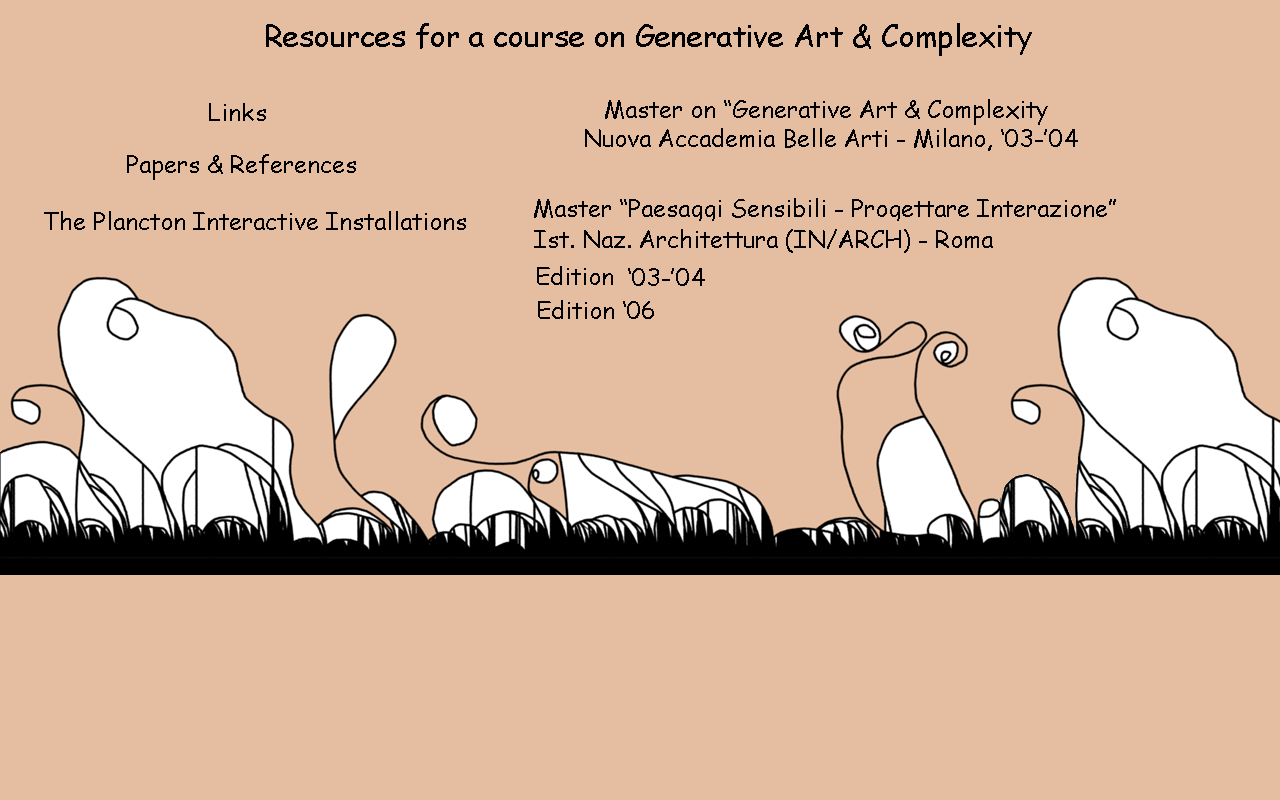 Resources for a course on Generative Art & Complexity
Links
Papers & References
The Plancton Interactive Installations
Master on “Generative Art & Complexity
Nuova Accademia Belle Arti - Milano, ‘03-’04
Master “Paesaggi Sensibili - Progettare Interazione”
Ist. Naz. Architettura (IN/ARCH) - Roma
Edition ‘03-’04
Edition ‘06